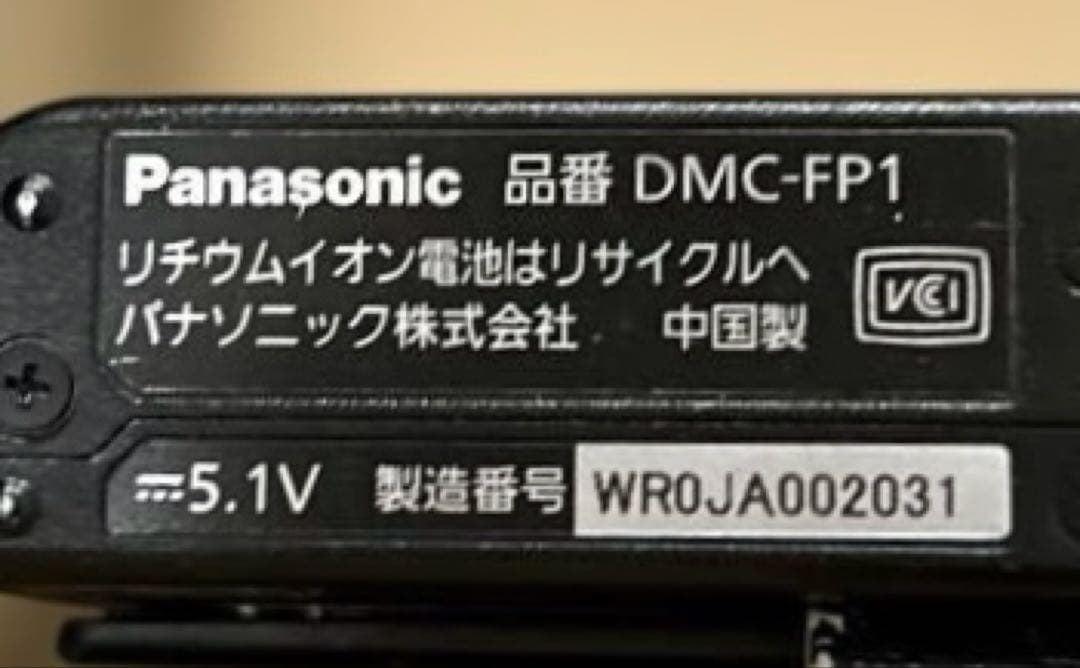 Panasonic 品番 DMC-FP1
リチウムイオン電池はリサイクルへ
パナソニック株式会社 中国製
VCCI
⎓5.1V 製造番号 WR0JA002031